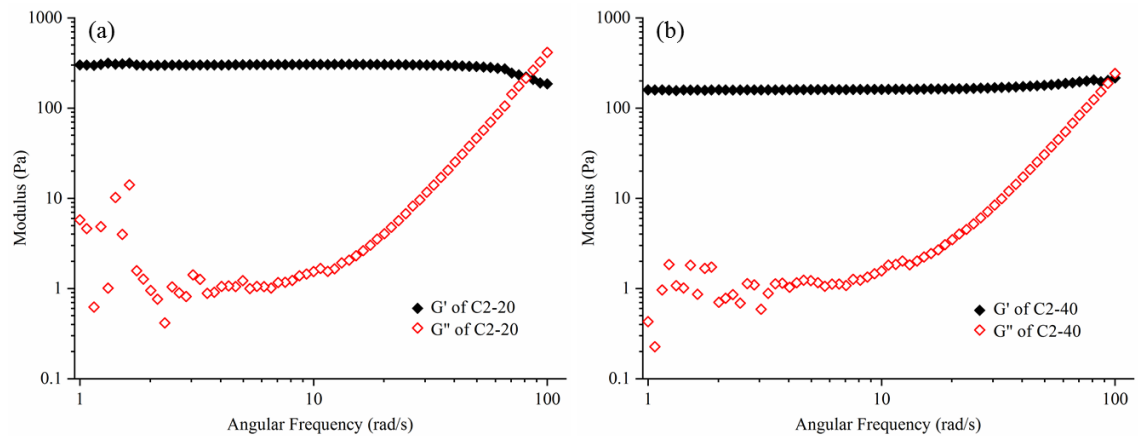 (a)
1000
100
10
1
0.1
Modulus (Pa)
G' of C2-20
G'' of C2-20
1
10
100
Angular Frequency (rad/s)
(b)
1000
100
10
1
0.1
Modulus (Pa)
G' of C2-40
G'' of C2-40
1
10
100
Angular Frequency (rad/s)